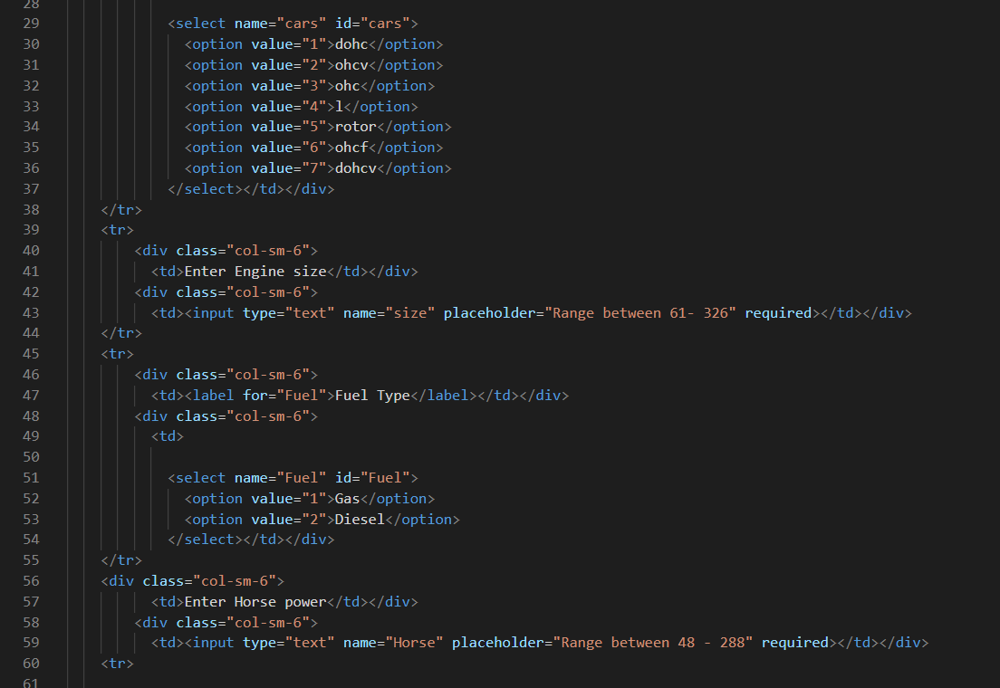 28
29 <select name="cars" id="cars">
30 <option value="1">dohc</option>
31 <option value="2">ohcv</option>
32 <option value="3">ohc</option>
33 <option value="4">l</option>
34 <option value="5">rotor</option>
35 <option value="6">ohcf</option>
36 <option value="7">dohcv</option>
37 </select></td></div>
38 </tr>
39 <tr>
40 <div class="col-sm-6">
41 <td>Enter Engine size</td></div>
42 <div class="col-sm-6">
43 <td><input type="text" name="size" placeholder="Range between 61- 326" required></td></div>
44 </tr>
45 <tr>
46 <div class="col-sm-6">
47 <td><label for="Fuel">Fuel Type</label></td></div>
48 <div class="col-sm-6">
49 <td>
50
51 <select name="Fuel" id="Fuel">
52 <option value="1">Gas</option>
53 <option value="2">Diesel</option>
54 </select></td></div>
55 </tr>
56 <div class="col-sm-6">
57 <td>Enter Horse power</td></div>
58 <div class="col-sm-6">
59 <td><input type="text" name="Horse" placeholder="Range between 48 - 288" required></td></div>
60 <tr>
61